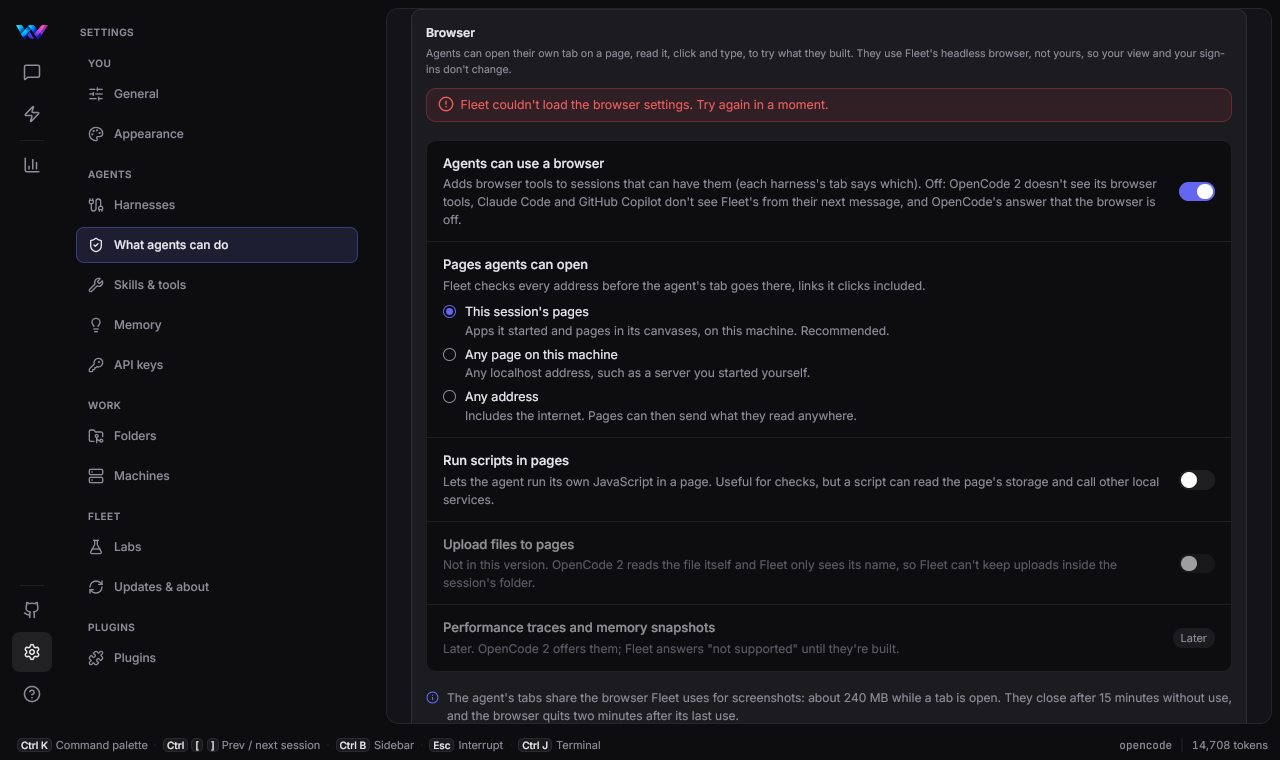 SETTINGS
YOU
General
Appearance
AGENTS
Harnesses
What agents can do
Skills & tools
Memory
API keys
WORK
Folders
Machines
FLEET
Labs
Updates & about
PLUGINS
Plugins
Browser
Agents can open their own tab on a page, read it, click and type, to try what they built. They use Fleet's headless browser, not yours, so your view and your sign-
ins don't change.
Fleet couldn't load the browser settings. Try again in a moment.
Agents can use a browser
Adds browser tools to sessions that can have them (each harness's tab says which). Off: OpenCode 2 doesn't see its browser
tools, Claude Code and GitHub Copilot don't see Fleet's from their next message, and OpenCode's answer that the browser is
off.
Pages agents can open
Fleet checks every address before the agent's tab goes there, links it clicks included.
This session's pages
Apps it started and pages in its canvases, on this machine. Recommended.
Any page on this machine
Any localhost address, such as a server you started yourself.
Any address
Includes the internet. Pages can then send what they read anywhere.
Run scripts in pages
Lets the agent run its own JavaScript in a page. Useful for checks, but a script can read the page's storage and call other local
services.
Upload files to pages
Not in this version. OpenCode 2 reads the file itself and Fleet only sees its name, so Fleet can't keep uploads inside the
session's folder.
Performance traces and memory snapshots
Later. OpenCode 2 offers them; Fleet answers "not supported" until they're built.
Later
The agent's tabs share the browser Fleet uses for screenshots: about 240 MB while a tab is open. They close after 15 minutes without use,
and the browser quits two minutes after its last use.
Ctrl K Command palette · Ctrl [ ] Prev / next session · Ctrl B Sidebar · Esc Interrupt · Ctrl J Terminal
opencode 14,708 tokens